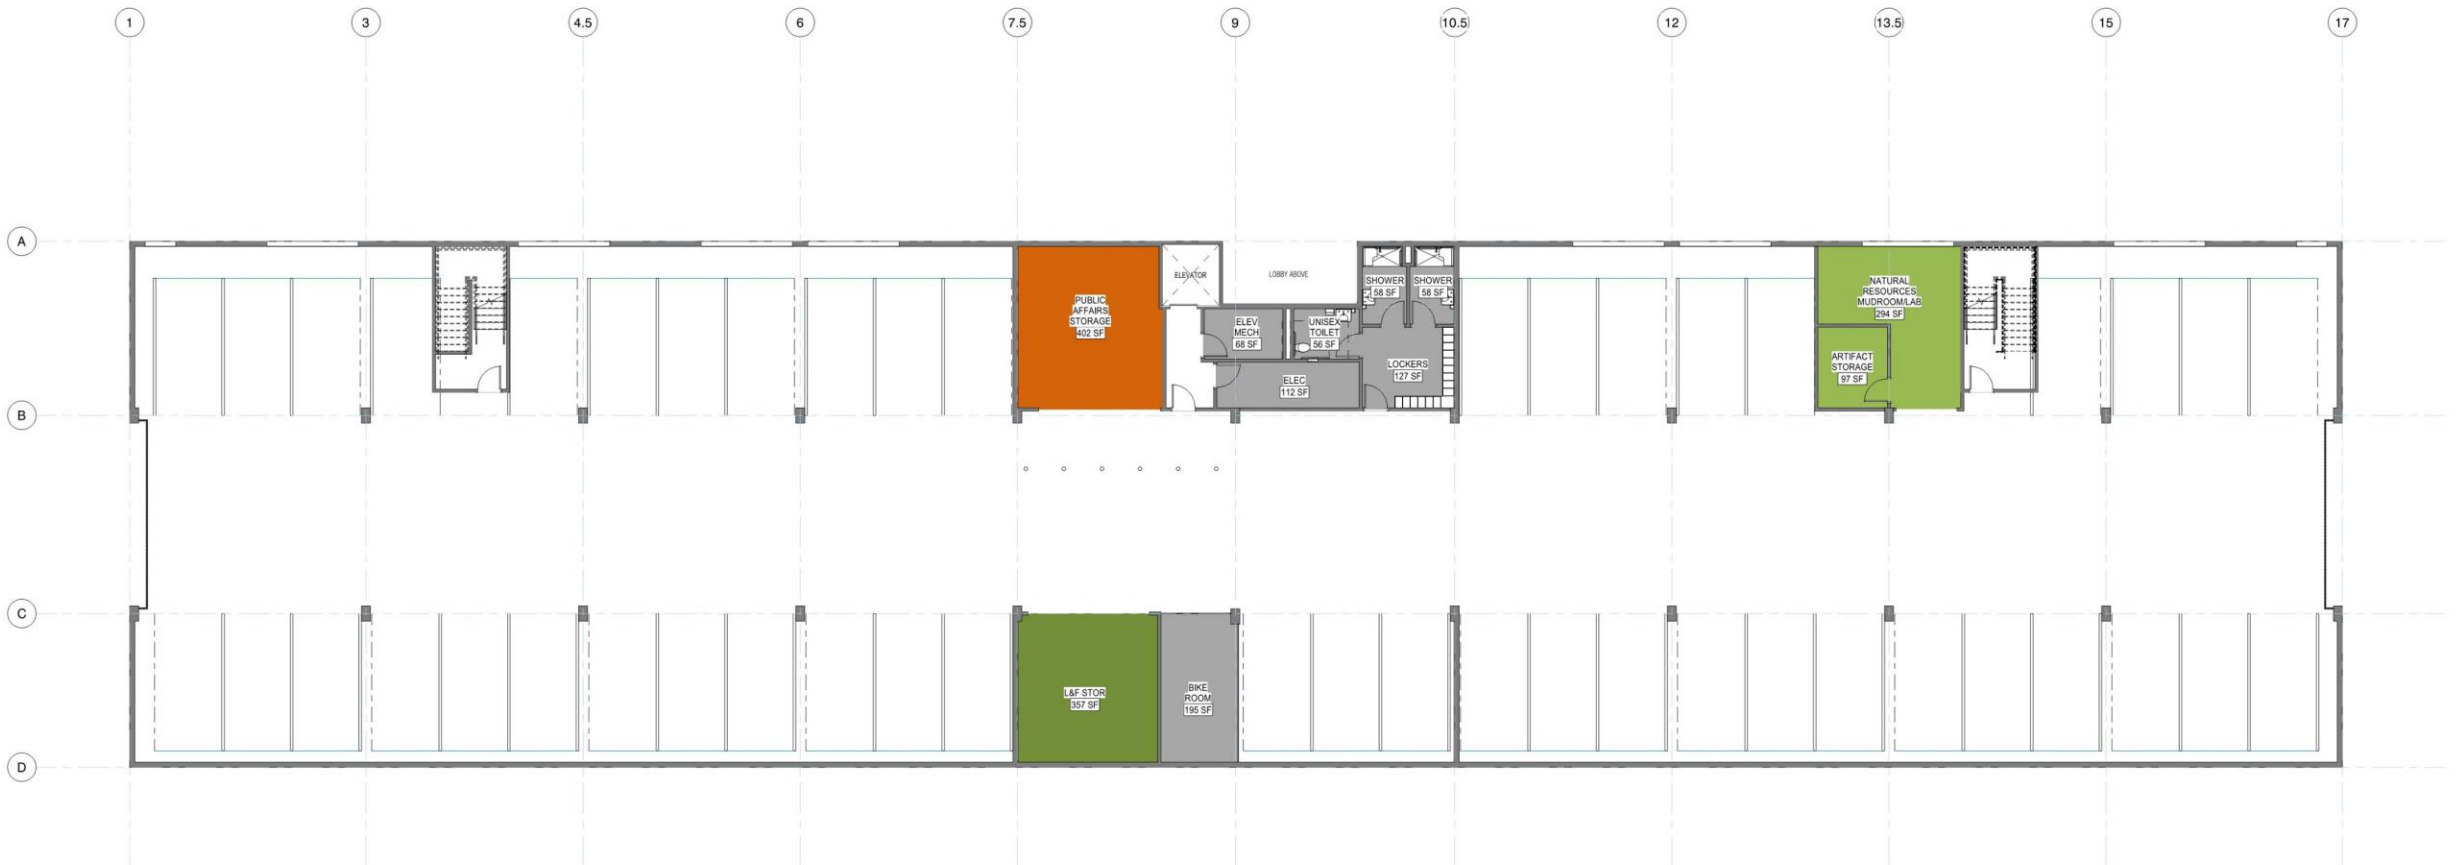 1
3
4.5
6
7.5
9
10.5
12
13.5
15
17
A
ELEVATOR
LOBBY ABOVE
SHOWER
58 SF
SHOWER
58 SF
NATURAL
RESOURCES
MUDROOM/LAB
294 SF
PUBLIC
AFFAIRS
STORAGE
402 SF
ELEV
MECH
68 SF
UNISEX
TOILET
56 SF
LOCKERS
127 SF
ARTIFACT
STORAGE
97 SF
ELEC
112 SF
B
C
L&F STOR
357 SF
BIKE
ROOM
195 SF
D